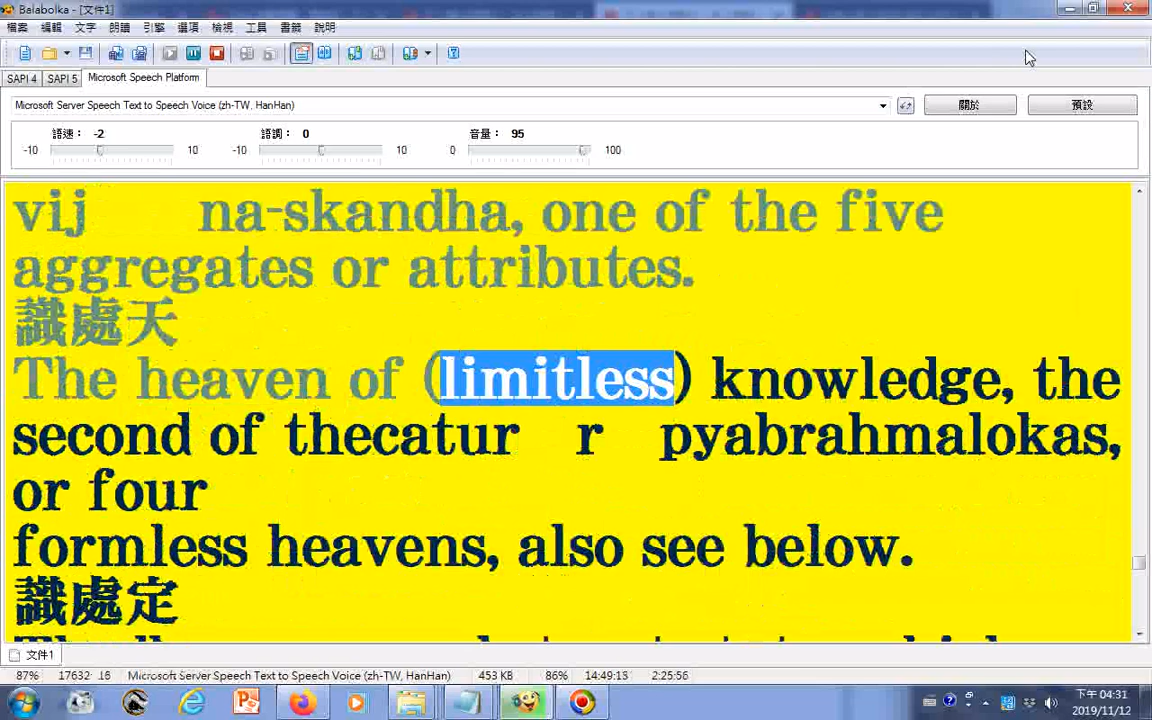 Balabolka - [文件1]
檔案 編輯 文字 朗讀 引擎 選項 檢視 工具 書籤 說明
SAPI 4 SAPI 5 Microsoft Speech Platform
Microsoft Server Speech Text to Speech Voice (zh-TW, HanHan) 關於 預設
語速: -2 語調: 0 音量: 95
-10 10 -10 10 0 100
vij na-skandha, one of the five
aggregates or attributes.
識處天
The heaven of (limitless) knowledge, the
second of thecatur r pyabrahmalokas,
or four
formless heavens, also see below.
識處定
文件1
87% 17632 : 16 Microsoft Server Speech Text to Speech Voice (zh-TW, HanHan) 453 KB 86% 14:49:13 2:25:56
下午 04:31
2019/11/12